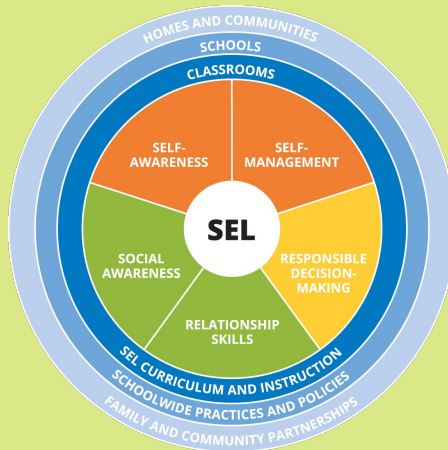 HOMES AND COMMUNITIES
SCHOOLS
CLASSROOMS
SELF-
AWARENESS
SELF-
MANAGEMENT
SEL
SOCIAL
AWARENESS
RESPONSIBLE
DECISION-
MAKING
RELATIONSHIP
SKILLS
SEL CURRICULUM AND INSTRUCTION
SCHOOLWIDE PRACTICES AND POLICIES
FAMILY AND COMMUNITY PARTNERSHIPS